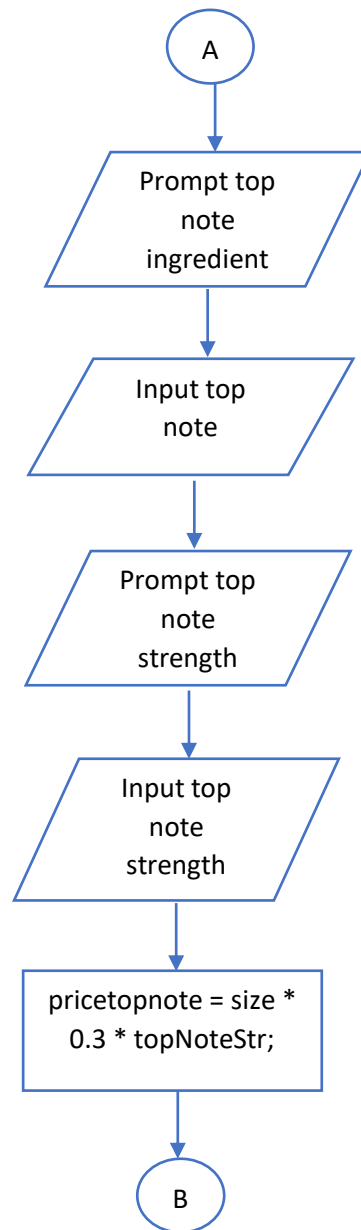 A
Prompt top
note
ingredient
Input top
note
Prompt top
note
strength
Input top
note
strength
pricetopnote = size *
0.3 * topNoteStr;
B